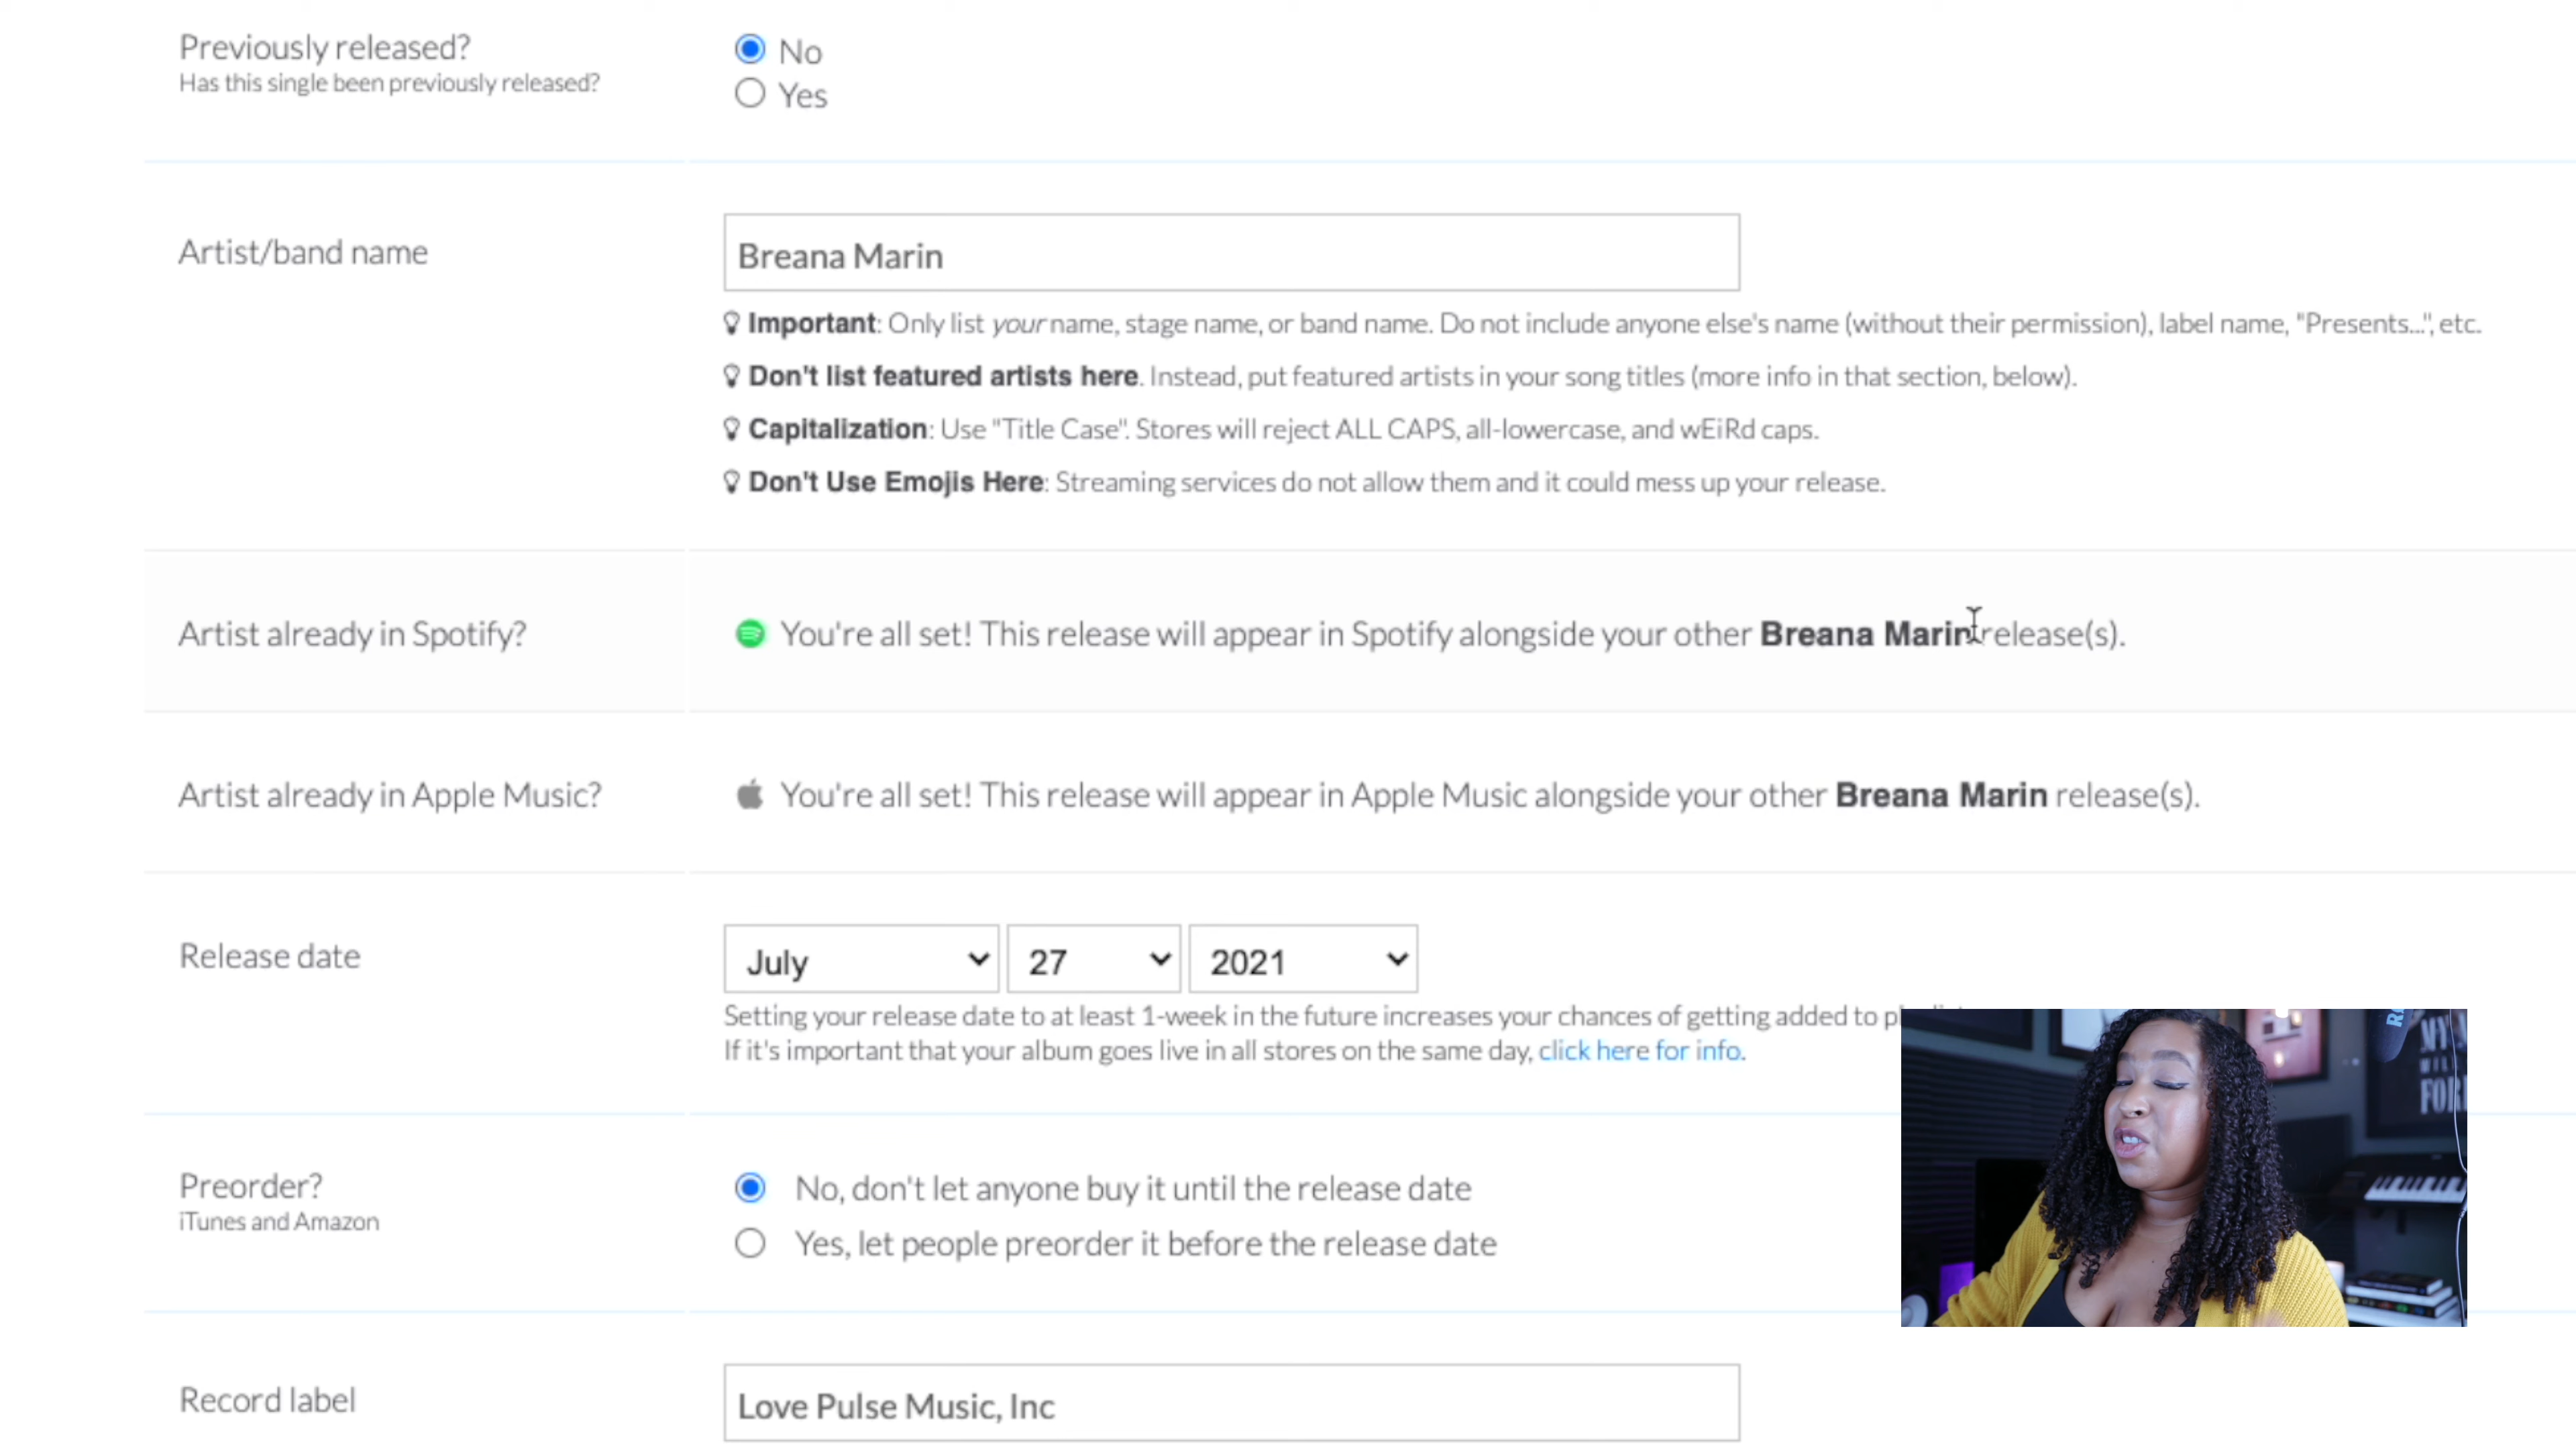 Previously released?
Has this single been previously released?
No
Yes
Artist/band name
Breana Marin
Important: Only list your name, stage name, or band name. Do not include anyone else's name (without their permission), label name, "Presents...", etc.
Don't list featured artists here. Instead, put featured artists in your song titles (more info in that section, below).
Capitalization: Use "Title Case". Stores will reject ALL CAPS, all-lowercase, and wEiRd caps.
Don't Use Emojis Here: Streaming services do not allow them and it could mess up your release.
Artist already in Spotify?
You're all set! This release will appear in Spotify alongside your other Breana Marin release(s).
Artist already in Apple Music?
You're all set! This release will appear in Apple Music alongside your other Breana Marin release(s).
Release date
July 27 2021
Setting your release date to at least 1-week in the future increases your chances of getting added to
If it's important that your album goes live in all stores on the same day, click here for info.
Preorder?
iTunes and Amazon
No, don't let anyone buy it until the release date
Yes, let people preorder it before the release date
Record label
Love Pulse Music, Inc